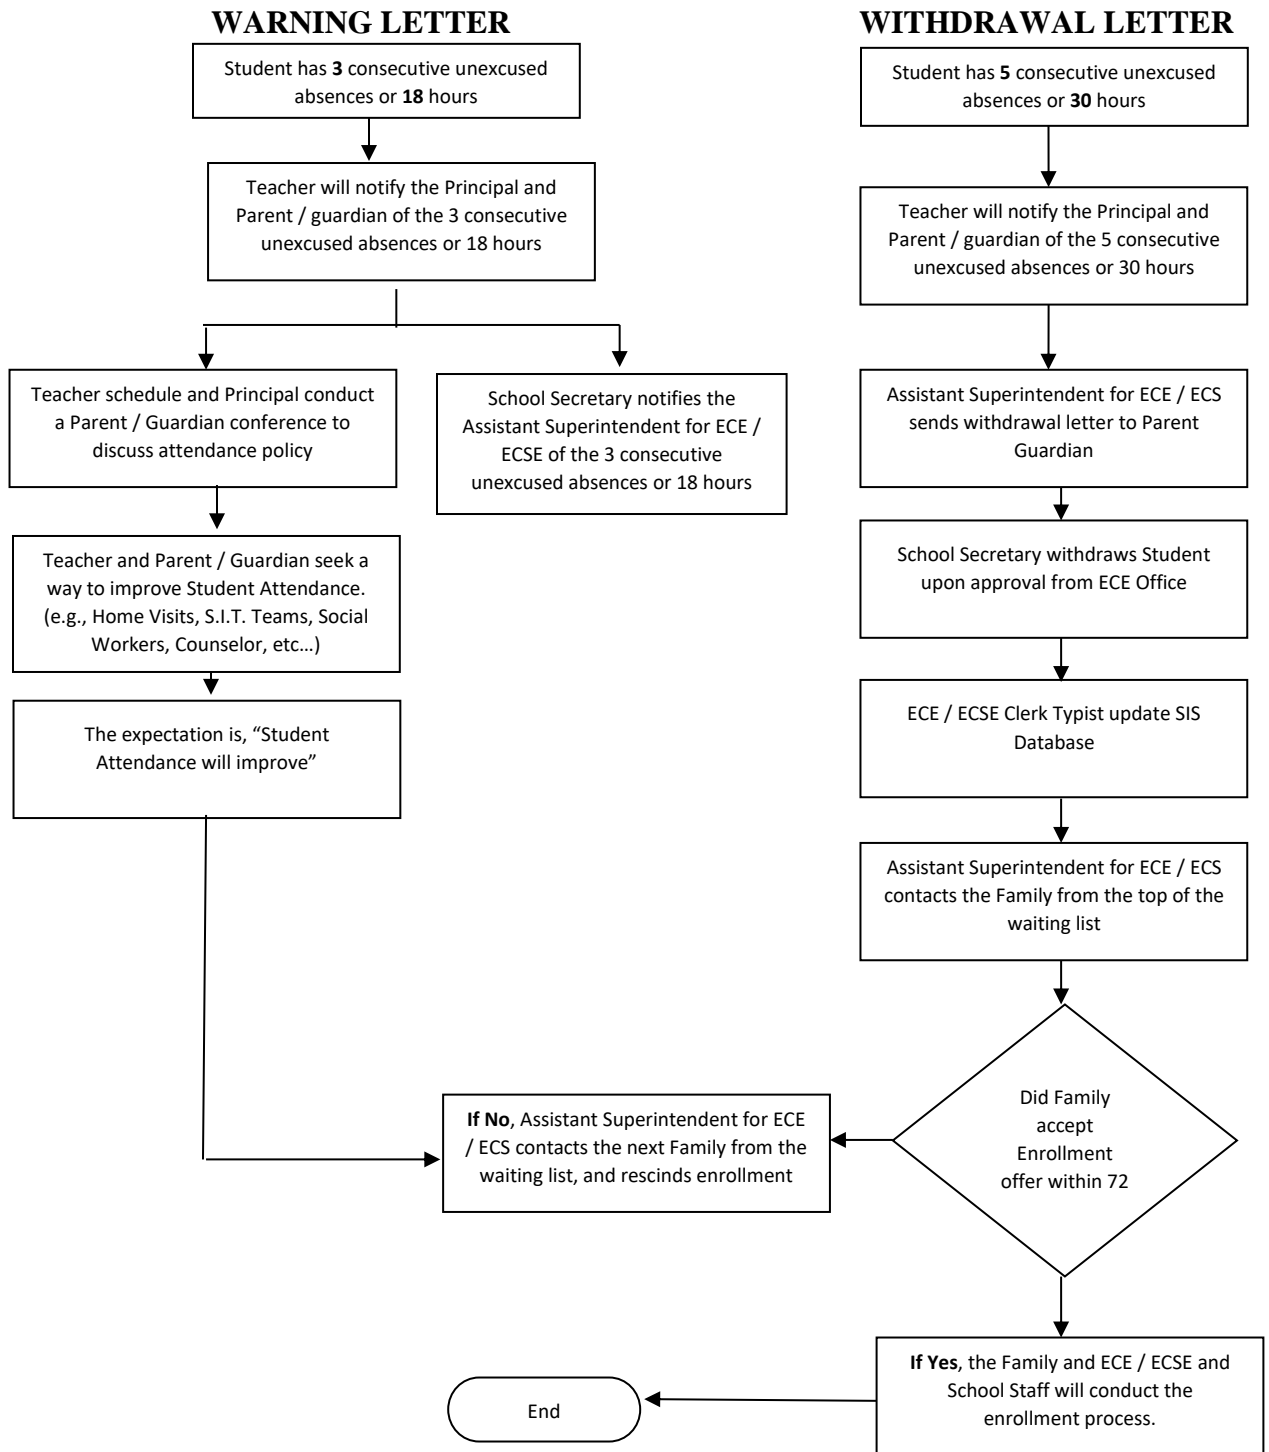 WARNING LETTER
Student has 3 consecutive unexcused
absences or 18 hours
Teacher will notify the Principal and
Parent / guardian of the 3 consecutive
unexcused absences or 18 hours
Teacher schedule and Principal conduct
a Parent / Guardian conference to
discuss attendance policy
School Secretary notifies the
Assistant Superintendent for ECE /
ECSE of the 3 consecutive
unexcused absences or 18 hours
Teacher and Parent / Guardian seek a
way to improve Student Attendance.
(e.g., Home Visits, S.I.T. Teams, Social
Workers, Counselor, etc…)
The expectation is, “Student
Attendance will improve”
WITHDRAWAL LETTER
Student has 5 consecutive unexcused
absences or 30 hours
Teacher will notify the Principal and
Parent / guardian of the 5 consecutive
unexcused absences or 30 hours
Assistant Superintendent for ECE / ECS
sends withdrawal letter to Parent
Guardian
School Secretary withdraws Student
upon approval from ECE Office
ECE / ECSE Clerk Typist update SIS
Database
Assistant Superintendent for ECE / ECS
contacts the Family from the top of the
waiting list
Did Family
accept
Enrollment
offer within 72
If No, Assistant Superintendent for ECE
/ ECS contacts the next Family from the
waiting list, and rescinds enrollment
If Yes, the Family and ECE / ECSE and
School Staff will conduct the
enrollment process.
End